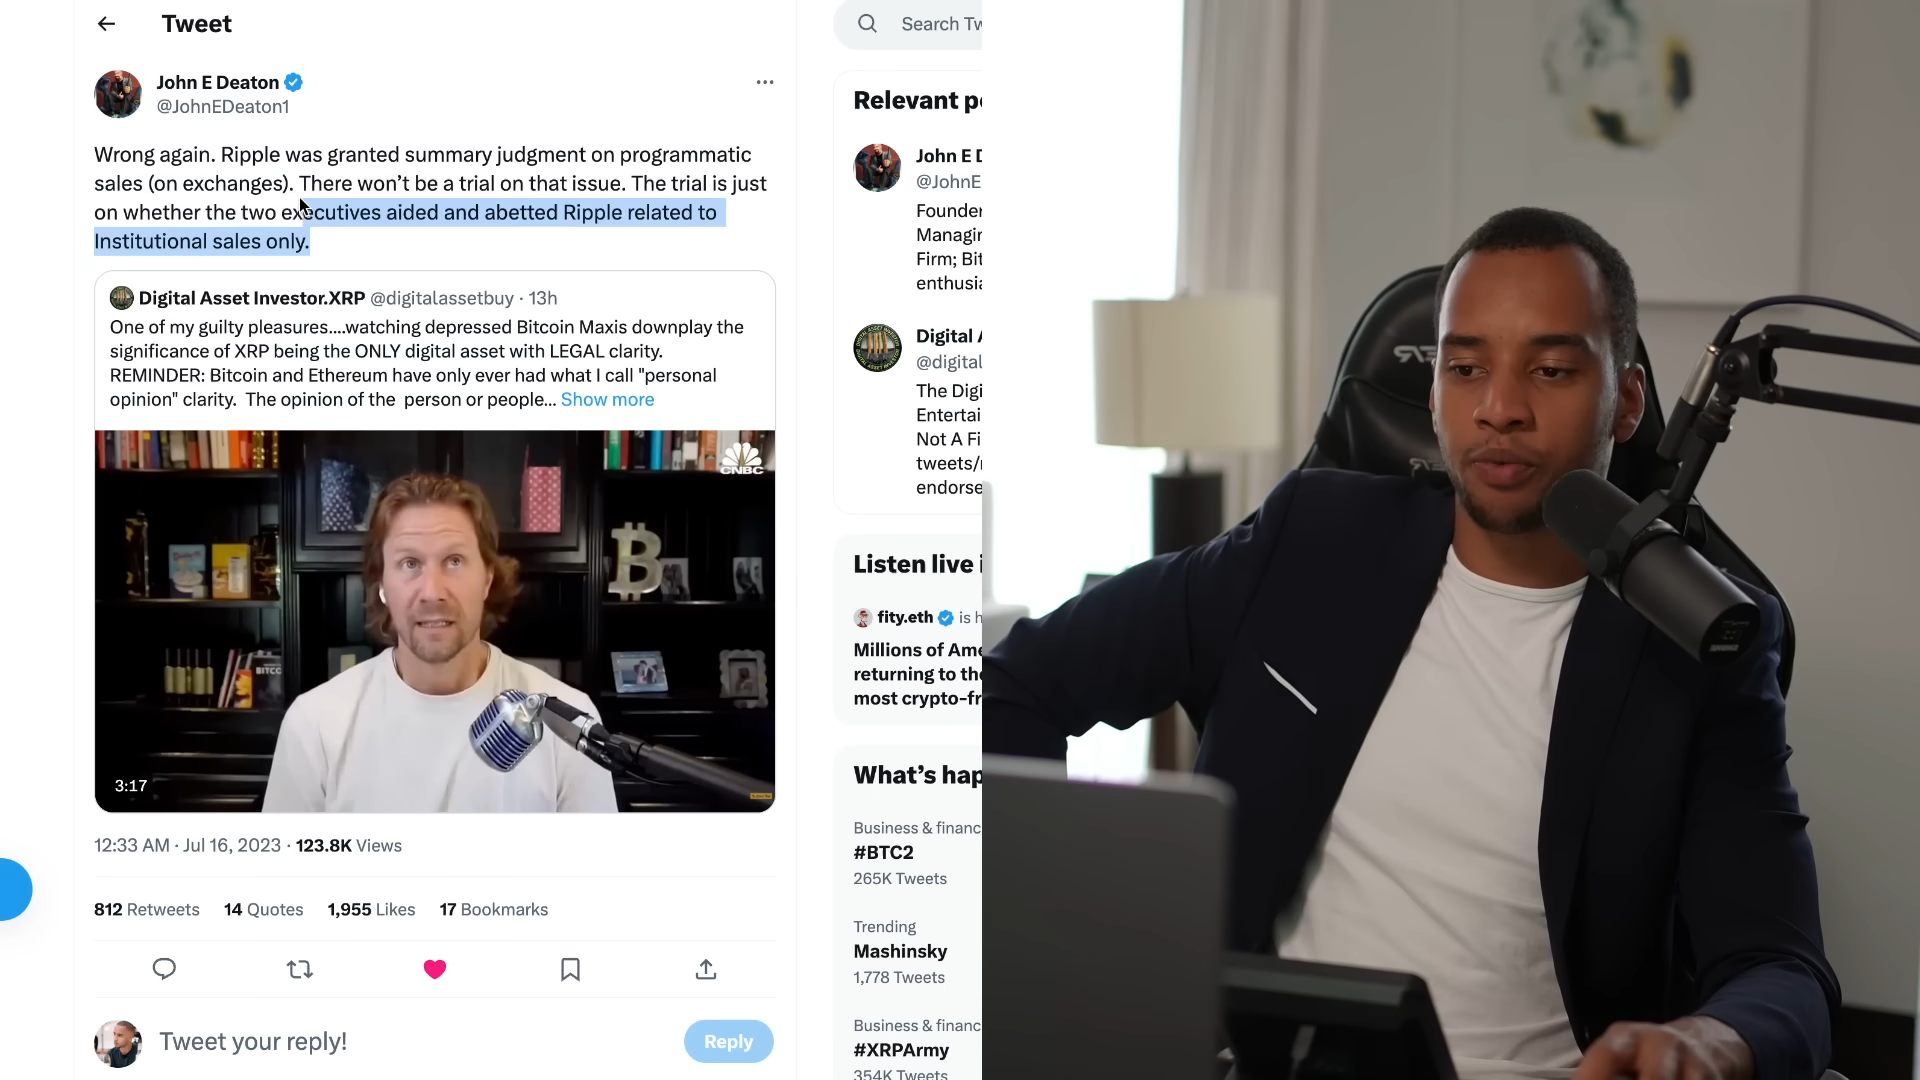 Tweet
John E Deaton
@JohnEDeaton1
Wrong again. Ripple was granted summary judgment on programmatic
sales (on exchanges). There won’t be a trial on that issue. The trial is just
on whether the two executives aided and abetted Ripple related to
Institutional sales only.
Digital Asset Investor.XRP @digitalassetbuy · 13h
One of my guilty pleasures....watching depressed Bitcoin Maxis downplay the
significance of XRP being the ONLY digital asset with LEGAL clarity.
REMINDER: Bitcoin and Ethereum have only ever had what I call "personal
opinion" clarity. The opinion of the person or people... Show more
CNBC
BITCO
3:17
12:33 AM · Jul 16, 2023 · 123.8K Views
812 Retweets 14 Quotes 1,955 Likes 17 Bookmarks
Tweet your reply!
Reply
Search Tw
Relevant pe
John E D
@JohnE
Founder
Managin
Firm; Bit
enthusia
Digital A
@digital
The Digi
Entertai
Not A Fi
tweets/r
endorse
Listen live i
fity.eth is h
Millions of Ame
returning to the
most crypto-fr
What’s hap
Business & financ
#BTC2
265K Tweets
Trending
Mashinsky
1,778 Tweets
Business & financ
#XRPArmy
354K Tweets